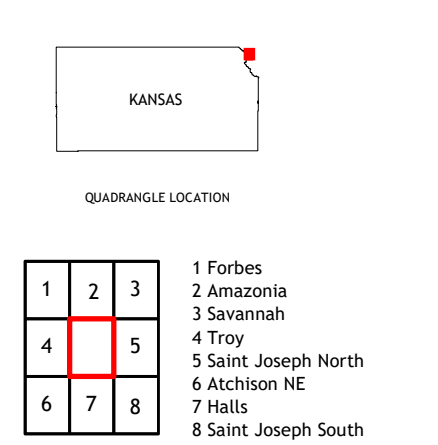 KANSAS
QUADRANGLE LOCATION
1 2 3
4 5
6 7 8
1 Forbes
2 Amazonia
3 Savannah
4 Troy
5 Saint Joseph North
6 Atchison NE
7 Halls
8 Saint Joseph South